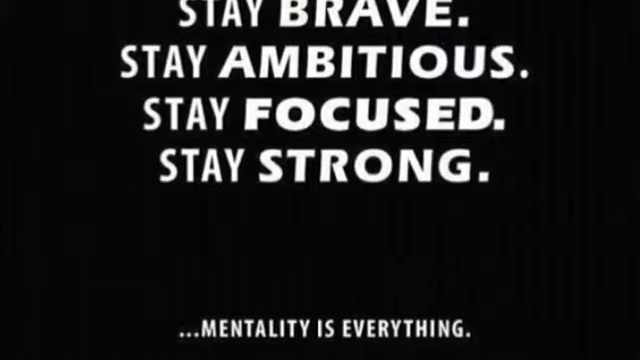 STAY BRAVE.
STAY AMBITIOUS.
STAY FOCUSED.
STAY STRONG.
...MENTALITY IS EVERYTHING.